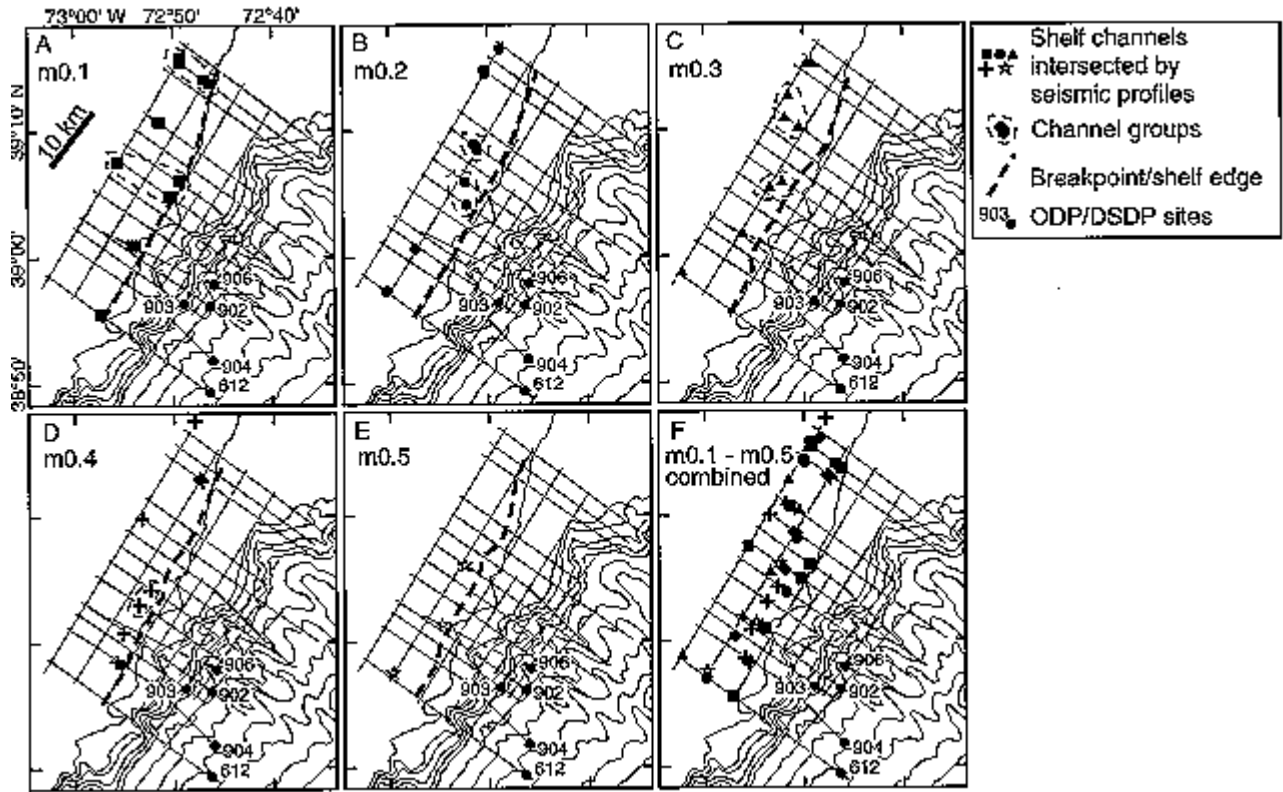 73°00' W 72°50' 72°40'
A
m0.1
10 km
39°10' N
39°00'
38°50'
906
903
902
904
612
B
m0.2
906
903
902
904
612
C
m0.3
906
903
902
904
612
Shelf channels
intersected by
seismic profiles
Channel groups
Breakpoint/shelf edge
903 ODP/DSDP sites
D
m0.4
906
903
902
904
612
E
m0.5
906
903
902
904
612
F
m0.1 - m0.5
combined
906
903
902
904
612